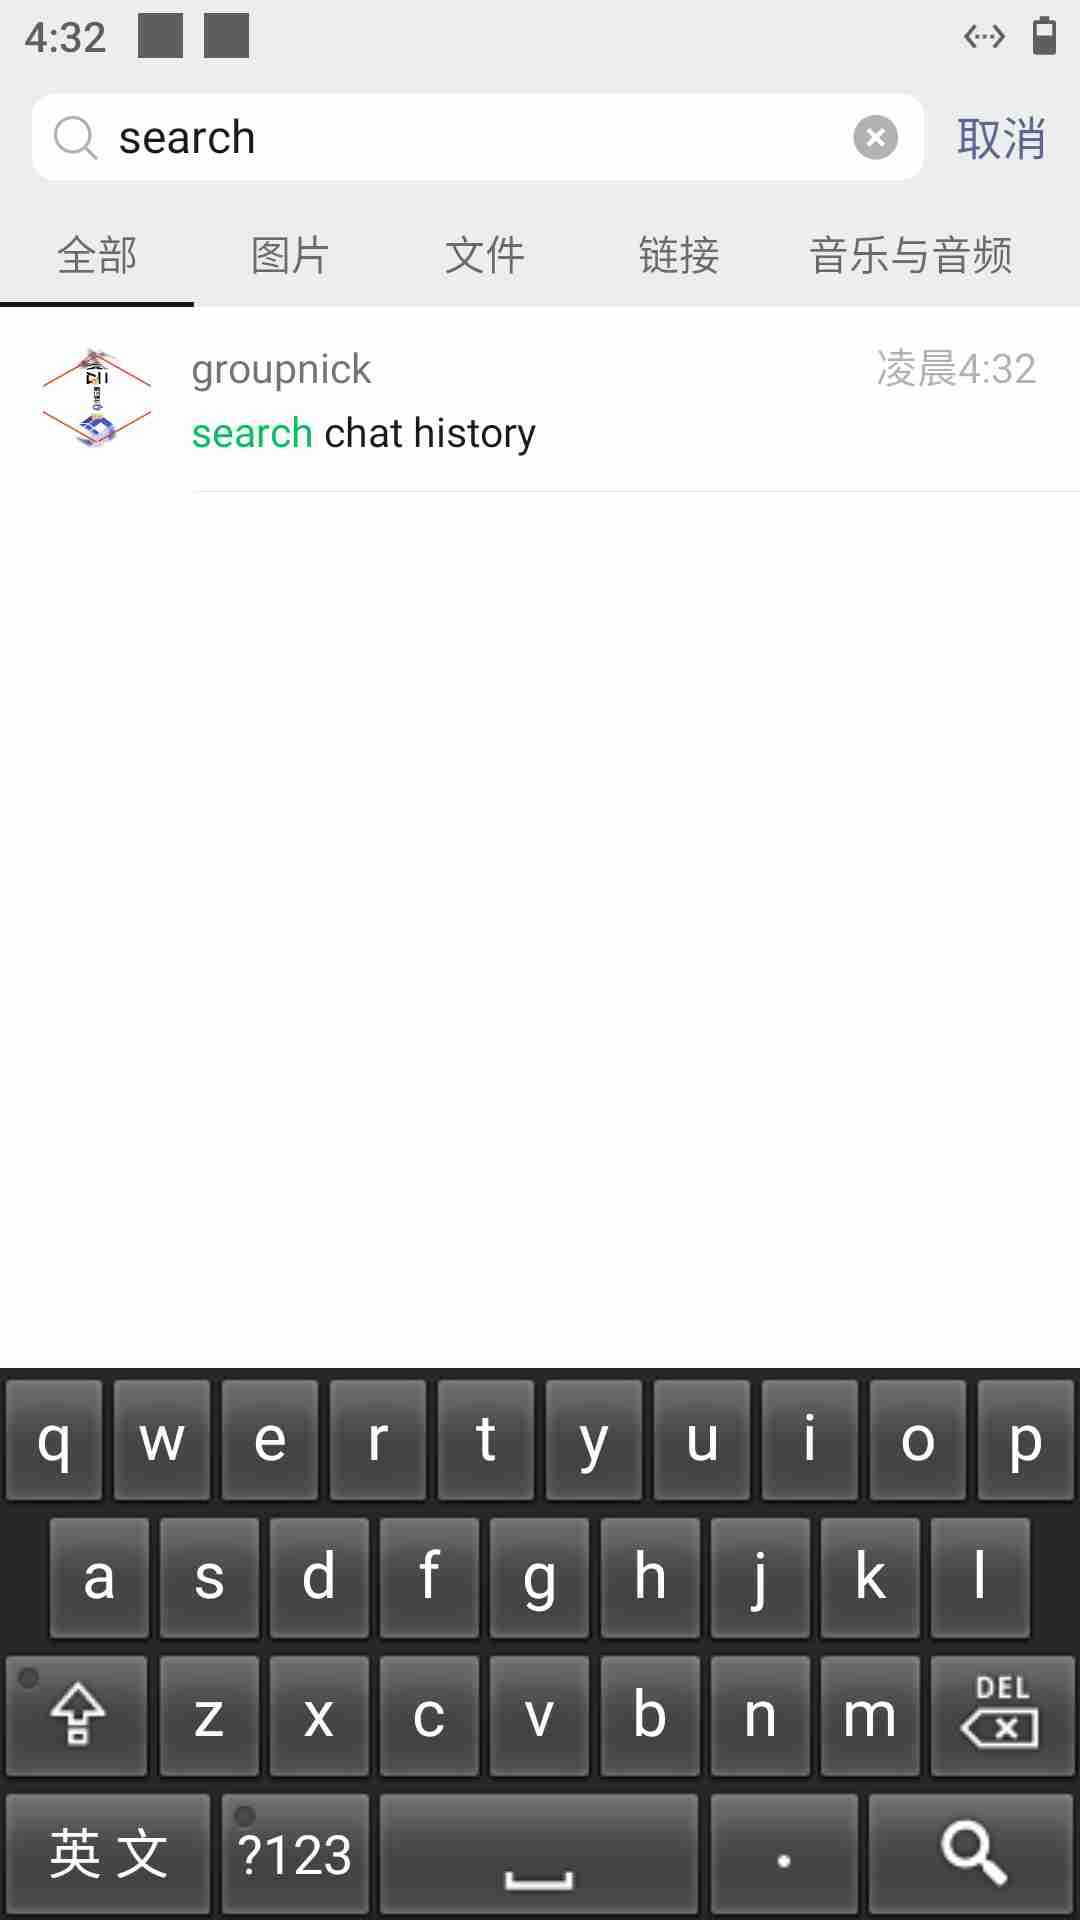 4:32
search
取消
全部 图片 文件 链接 音乐与音频
groupnick 凌晨4:32
search chat history
q w e r t y u i o p
a s d f g h j k l
z x c v b n m DEL
英文 ?123 .